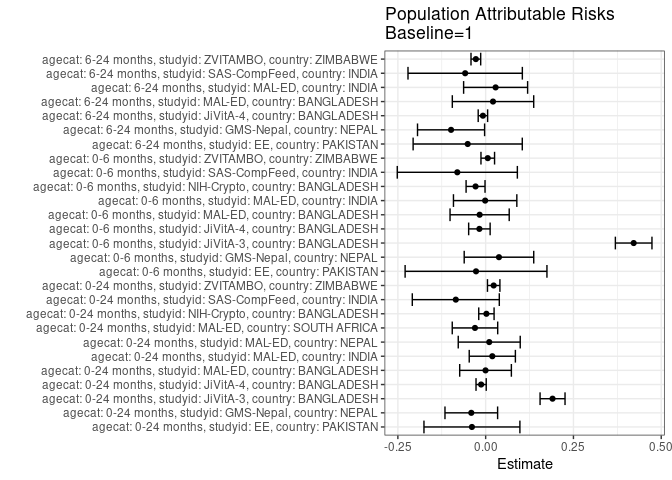 Population Attributable Risks
Baseline=1
agecat: 6-24 months, studyid: ZVITAMBO, country: ZIMBABWE
agecat: 6-24 months, studyid: SAS-CompFeed, country: INDIA
agecat: 6-24 months, studyid: MAL-ED, country: INDIA
agecat: 6-24 months, studyid: MAL-ED, country: BANGLADESH
agecat: 6-24 months, studyid: JiVitA-4, country: BANGLADESH
agecat: 6-24 months, studyid: GMS-Nepal, country: NEPAL
agecat: 6-24 months, studyid: EE, country: PAKISTAN
agecat: 0-6 months, studyid: ZVITAMBO, country: ZIMBABWE
agecat: 0-6 months, studyid: SAS-CompFeed, country: INDIA
agecat: 0-6 months, studyid: NIH-Crypto, country: BANGLADESH
agecat: 0-6 months, studyid: MAL-ED, country: INDIA
agecat: 0-6 months, studyid: MAL-ED, country: BANGLADESH
agecat: 0-6 months, studyid: JiVitA-4, country: BANGLADESH
agecat: 0-6 months, studyid: JiVitA-3, country: BANGLADESH
agecat: 0-6 months, studyid: GMS-Nepal, country: NEPAL
agecat: 0-6 months, studyid: EE, country: PAKISTAN
agecat: 0-24 months, studyid: ZVITAMBO, country: ZIMBABWE
agecat: 0-24 months, studyid: SAS-CompFeed, country: INDIA
agecat: 0-24 months, studyid: NIH-Crypto, country: BANGLADESH
agecat: 0-24 months, studyid: MAL-ED, country: SOUTH AFRICA
agecat: 0-24 months, studyid: MAL-ED, country: NEPAL
agecat: 0-24 months, studyid: MAL-ED, country: INDIA
agecat: 0-24 months, studyid: MAL-ED, country: BANGLADESH
agecat: 0-24 months, studyid: JiVitA-4, country: BANGLADESH
agecat: 0-24 months, studyid: JiVitA-3, country: BANGLADESH
agecat: 0-24 months, studyid: GMS-Nepal, country: NEPAL
agecat: 0-24 months, studyid: EE, country: PAKISTAN
-0.25 0.00 0.25 0.50
Estimate